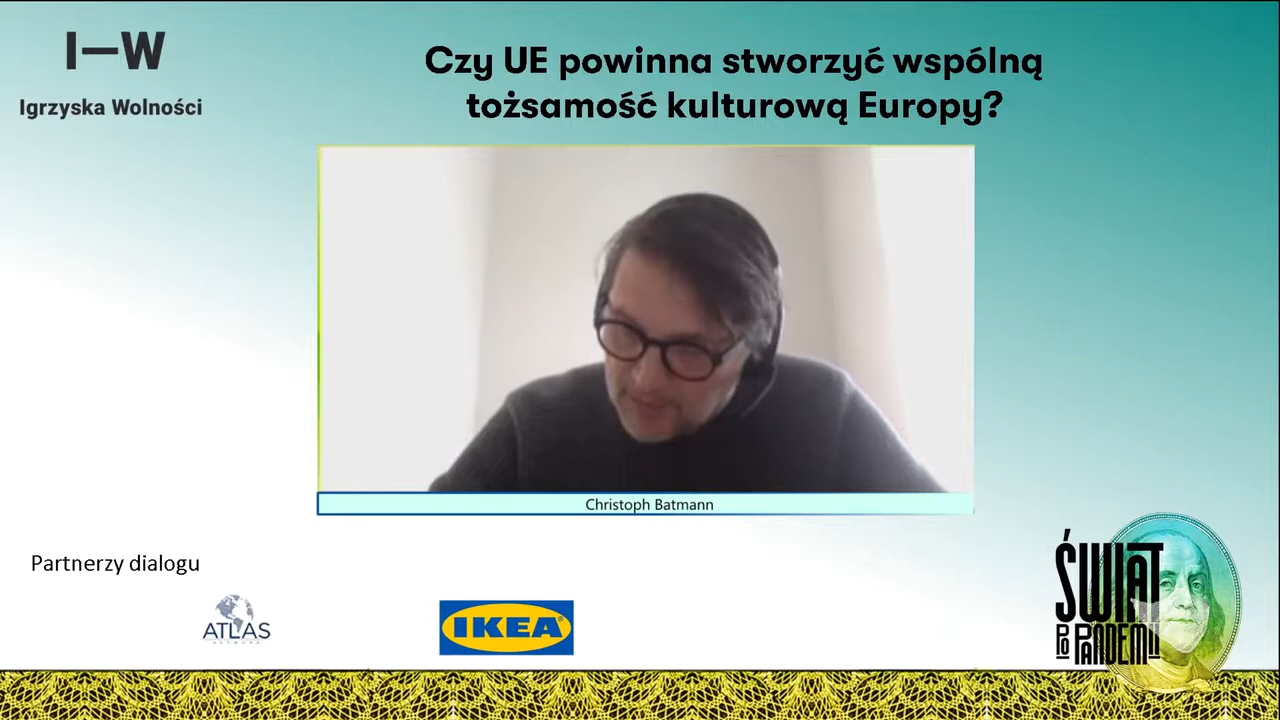 I—W
Igrzyska Wolności
Czy UE powinna stworzyć wspólną
tożsamość kulturową Europy?
Christoph Batmann
Partnerzy dialogu
ATLAS
NETWORK
IKEA
ŚWIAT
PO PANDEMII